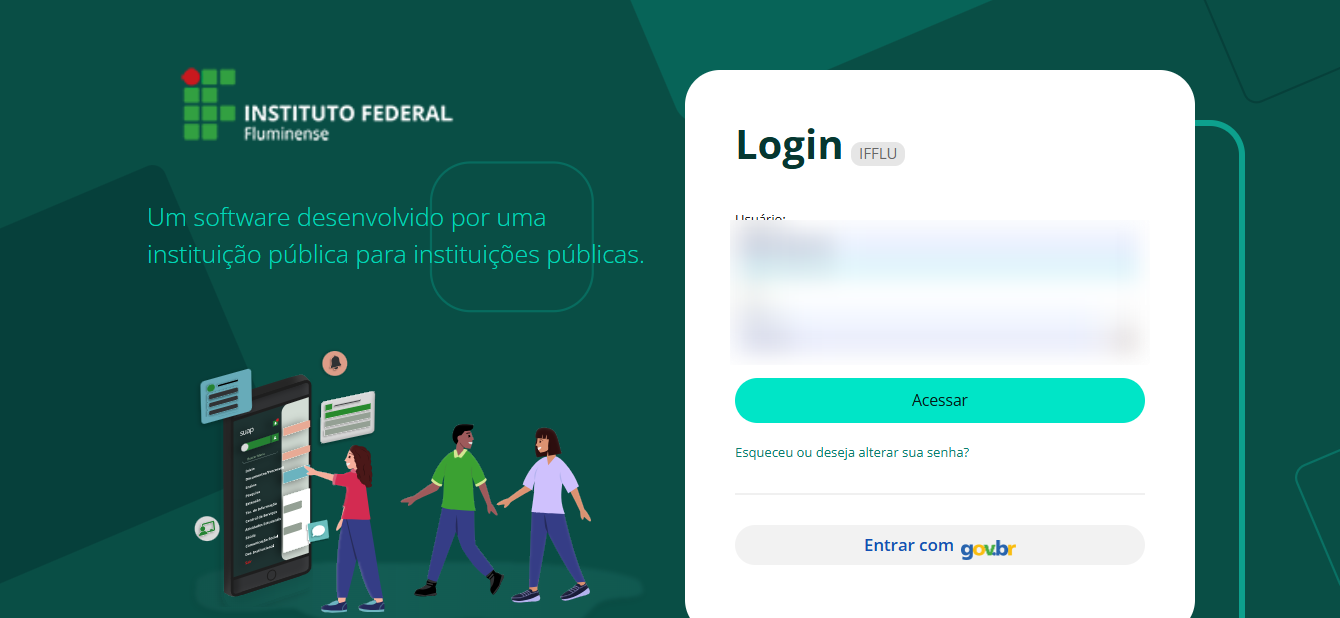 INSTITUTO FEDERAL
Fluminense
Um software desenvolvido por uma
instituição pública para instituições públicas.
suap
Login IFFLU
Usuário:
Acessar
Esqueceu ou deseja alterar sua senha?
Entrar com gov.br